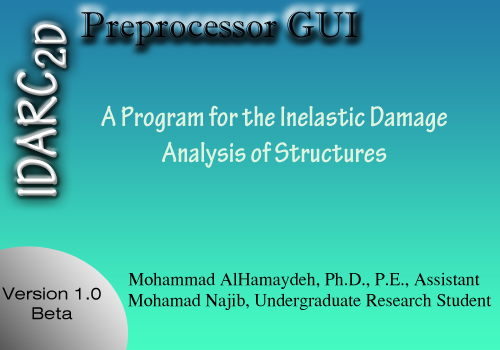 Preprocessor GUI
IDARC2D
A Program for the Inelastic Damage
Analysis of Structures
Mohammad AlHamaydeh, Ph.D., P.E., Assistant
Mohamad Najib, Undergraduate Research Student
Version 1.0
Beta